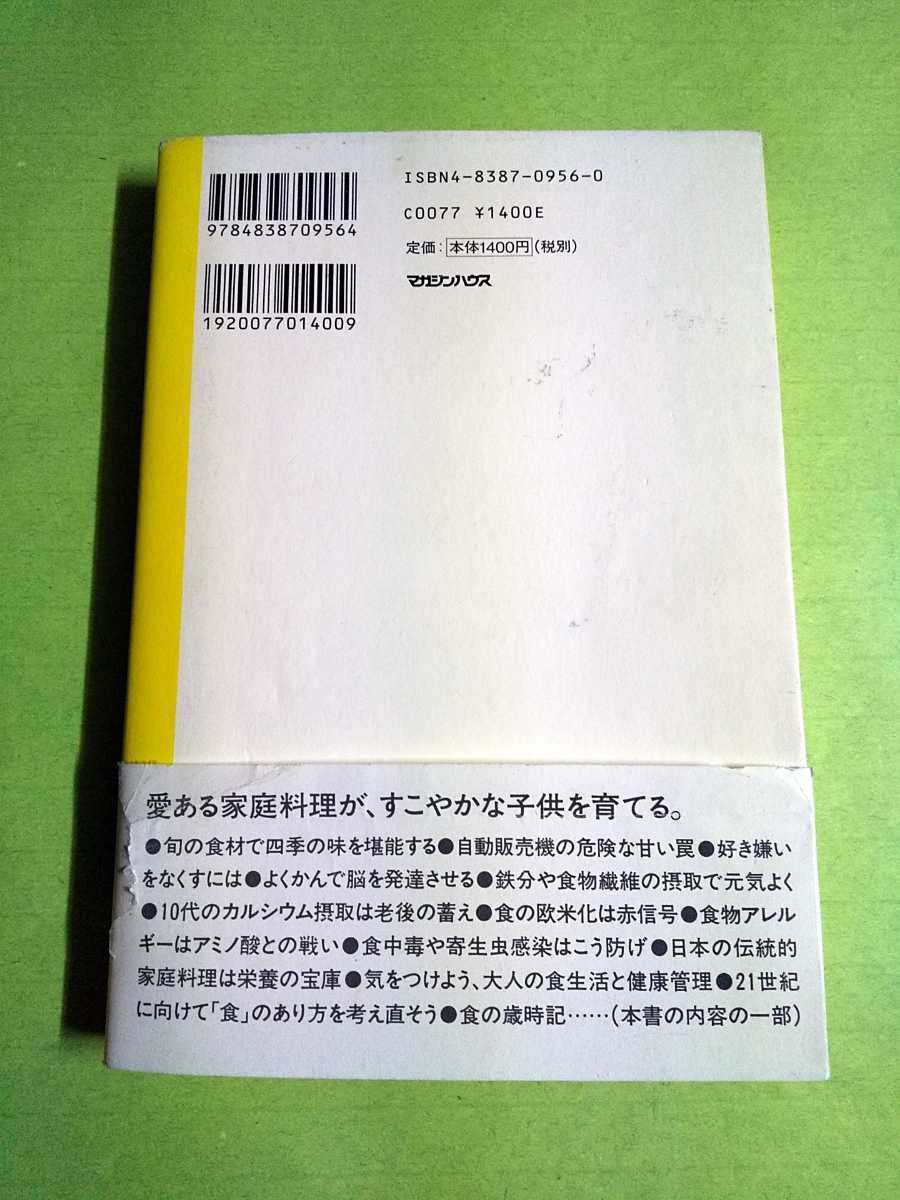 ISBN4-8387-0956-0
9784838709564
C0077 ¥1400E
定価:本体1400円(税別)
マガジンハウス
1920077014009
愛ある家庭料理が、すこやかな子供を育てる。
●旬の食材で四季の味を堪能する●自動販売機の危険な甘い罠●好き嫌い
をなくすには●よくかんで脳を発達させる●鉄分や食物繊維の摂取で元気よく
●10代のカルシウム摂取は老後の蓄え●食の欧米化は赤信号●食物アレル
ギーはアミノ酸との戦い●食中毒や寄生虫感染はこう防げ●日本の伝統的
家庭料理は栄養の宝庫●気をつけよう、大人の食生活と健康管理●21世紀
に向けて「食」のあり方を考え直そう●食の歳時記……(本書の内容の一部)